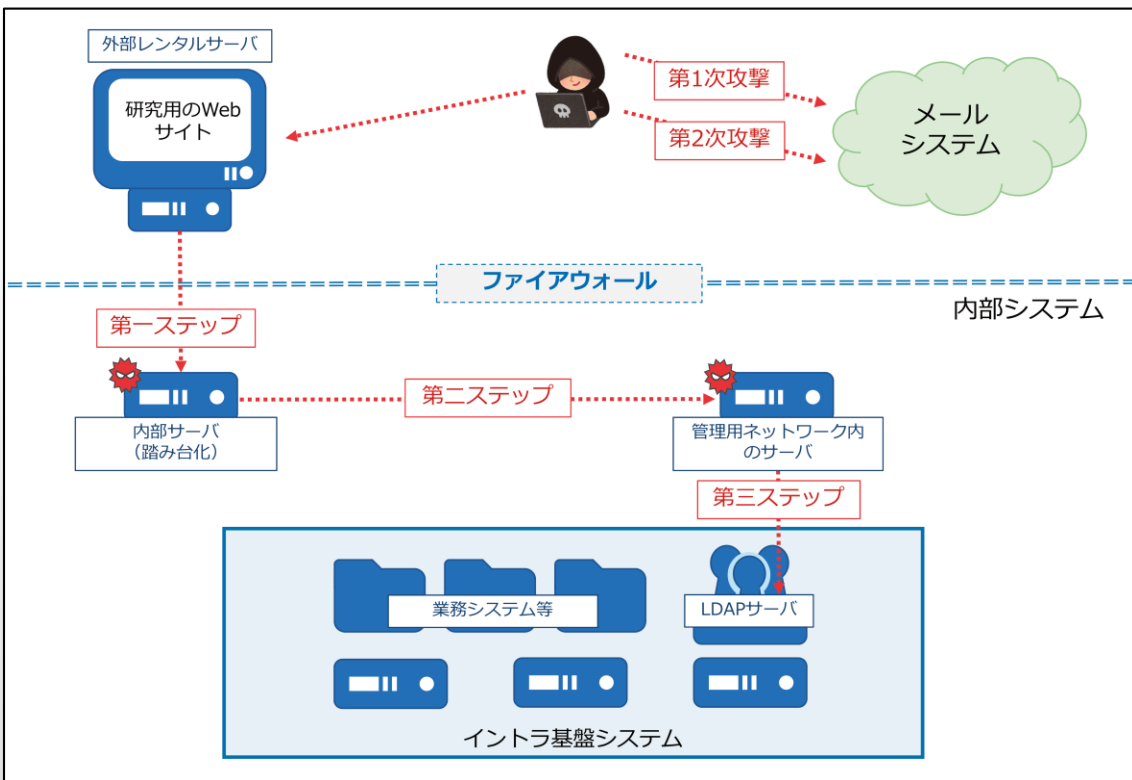 外部レンタルサーバ
研究用のWeb
サイト
第1次攻撃
第2次攻撃
メール
システム
ファイアウォール
内部システム
第一ステップ
第二ステップ
内部サーバ
（踏み台化）
管理用ネットワーク内
のサーバ
第三ステップ
業務システム等
LDAPサーバ
イントラ基盤システム